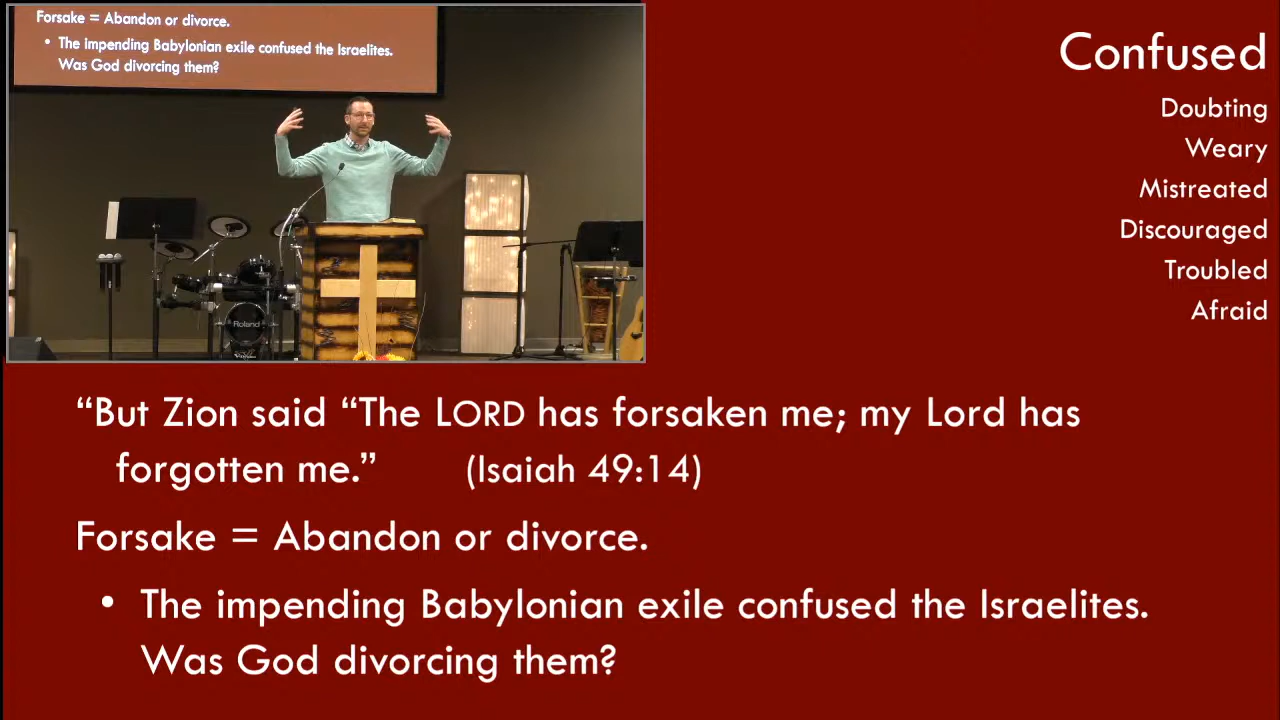 Forsake = Abandon or divorce.
• The impending Babylonian exile confused the Israelites.
Was God divorcing them?
Roland
Confused
Doubting
Weary
Mistreated
Discouraged
Troubled
Afraid
“But Zion said “The LORD has forsaken me; my Lord has
forgotten me.” (Isaiah 49:14)
Forsake = Abandon or divorce.
• The impending Babylonian exile confused the Israelites.
Was God divorcing them?